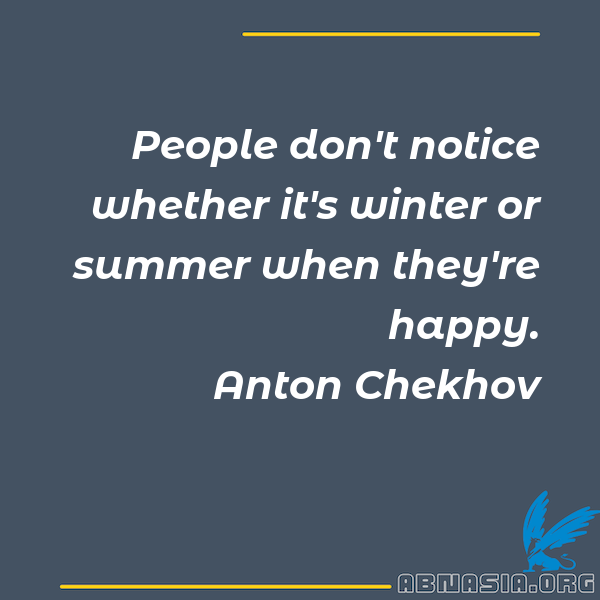 People don't notice
whether it's winter or
summer when they're
happy.
Anton Chekhov
ABNASIA.ORG